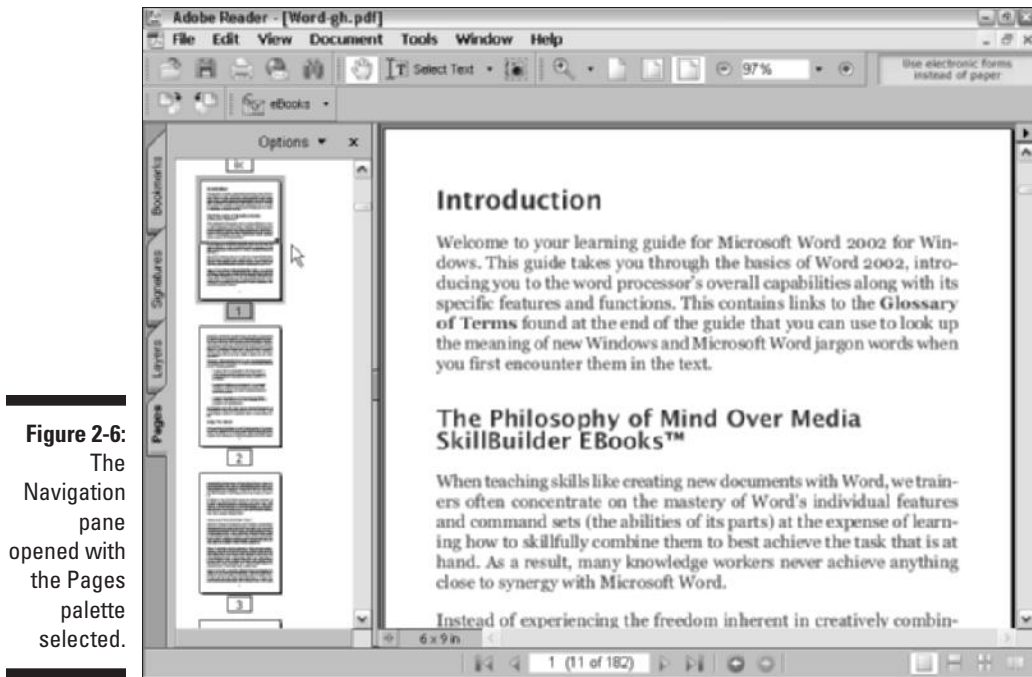 Adobe Reader - [Word-gh.pdf]
File Edit View Document Tools Window Help
Select Text
97%
Use electronic forms
instead of paper
eBooks
Options
Bookmarks
Signatures
Layers
Pages
1
2
3
Introduction
Welcome to your learning guide for Microsoft Word 2002 for Win-
dows. This guide takes you through the basics of Word 2002, intro-
ducing you to the word processor's overall capabilities along with its
specific features and functions. This contains links to the Glossary
of Terms found at the end of the guide that you can use to look up
the meaning of new Windows and Microsoft Word jargon words when
you first encounter them in the text.
The Philosophy of Mind Over Media
SkillBuilder EBooks™
When teaching skills like creating new documents with Word, we train-
ers often concentrate on the mastery of Word's individual features
and command sets (the abilities of its parts) at the expense of learn-
ing how to skillfully combine them to best achieve the task that is at
hand. As a result, many knowledge workers never achieve anything
close to synergy with Microsoft Word.
Instead of experiencing the freedom inherent in creatively combin-
6 x 9 in
1 (11 of 182)
Figure 2-6:
The
Navigation
pane
opened with
the Pages
palette
selected.